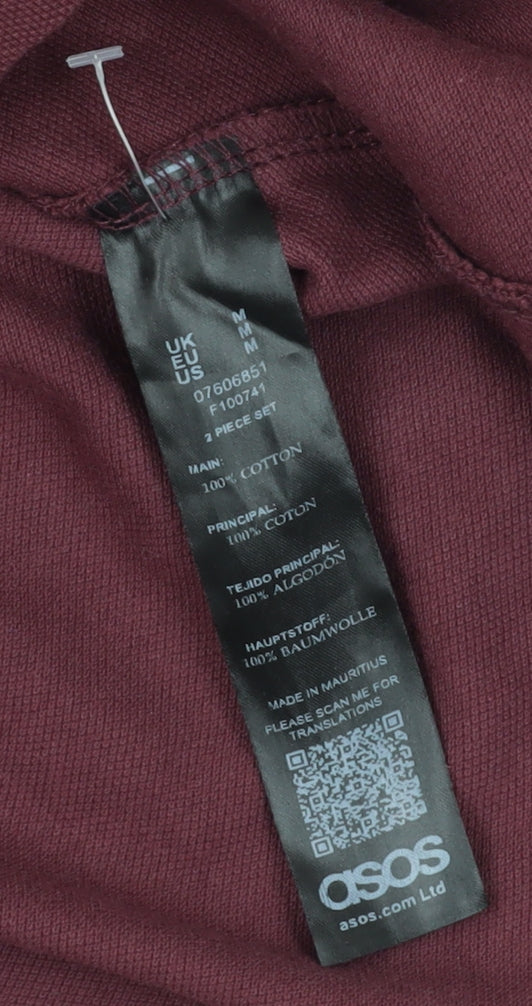 UK M
EU M
US M
07606851
F100741
2 PIECE SET
MAIN:
100% COTTON
PRINCIPAL:
100% COTON
TEJIDO PRINCIPAL:
100% ALGODÓN
HAUPTSTOFF:
100% BAUMWOLLE
MADE IN MAURITIUS
PLEASE SCAN ME FOR
TRANSLATIONS
asos
asos.com Ltd